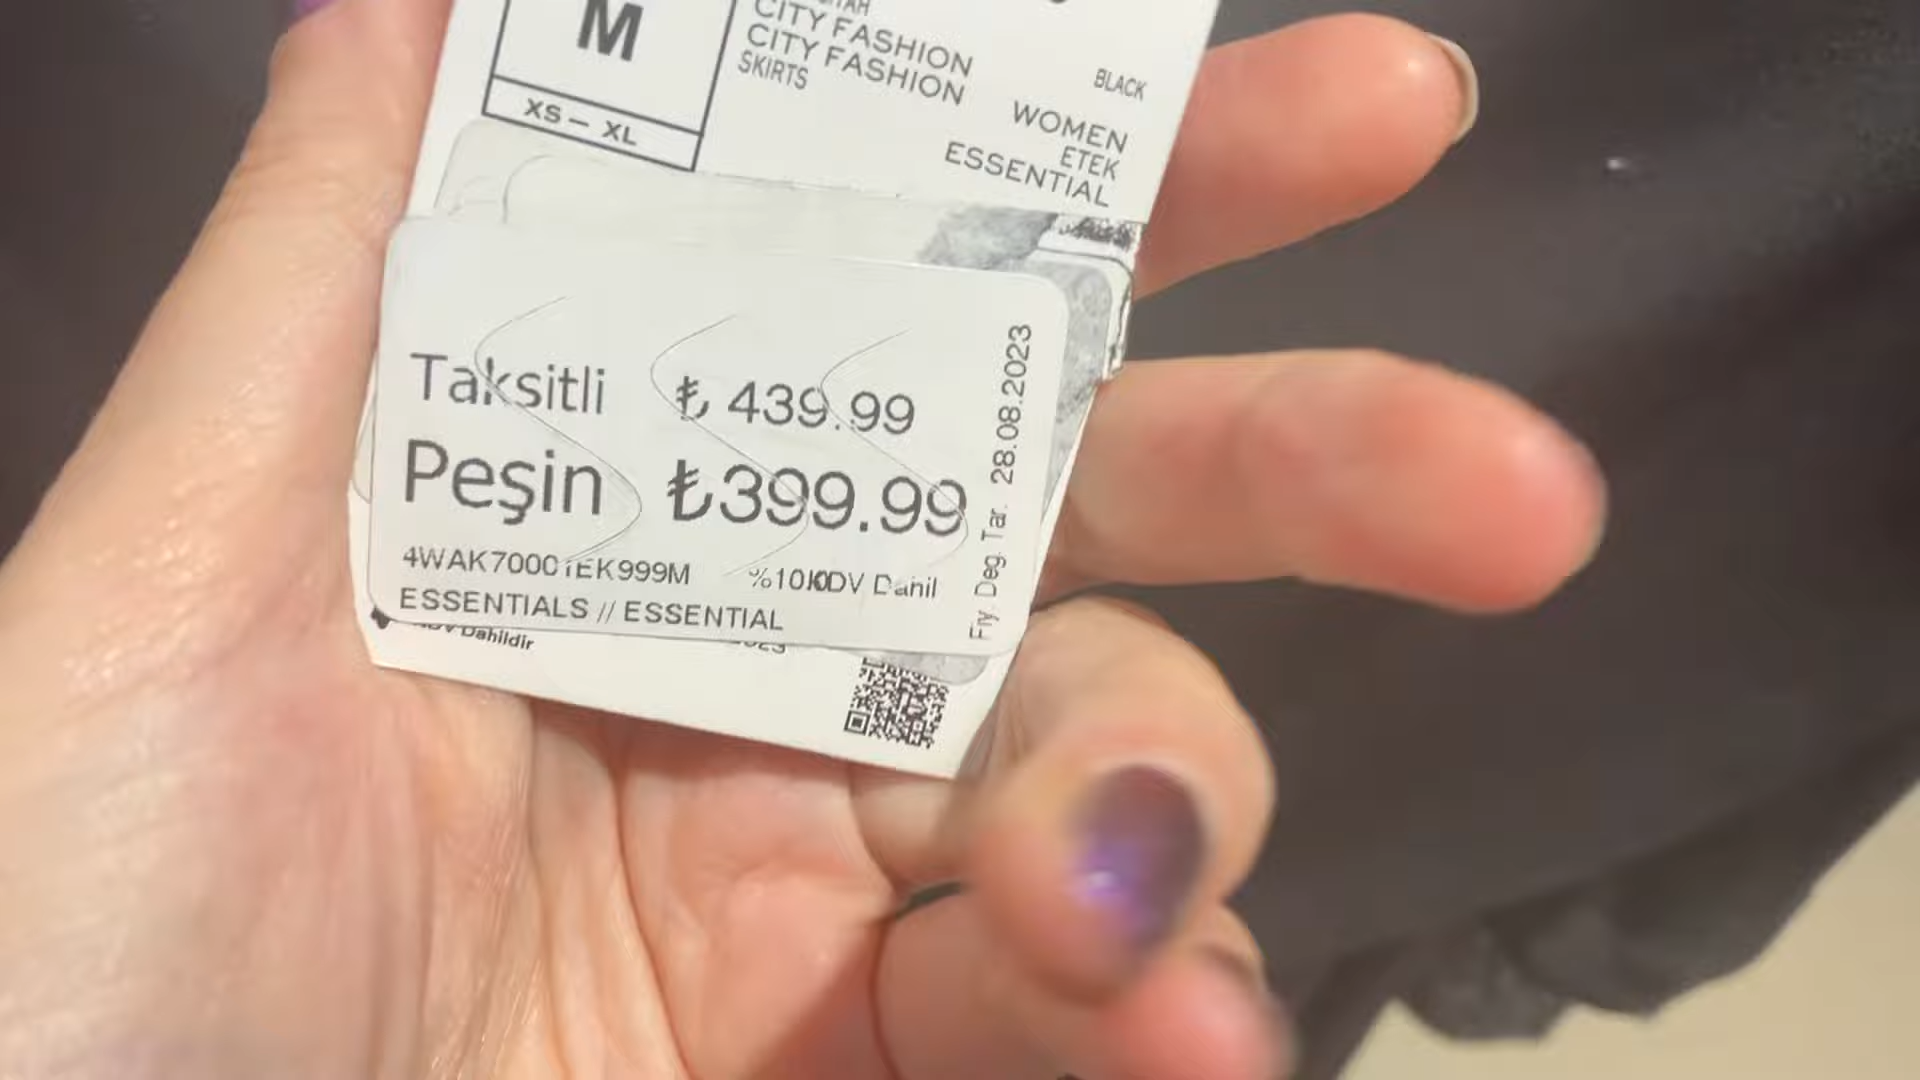 M
XS – XL
CITY FASHION
CITY FASHION
SKIRTS
BLACK
WOMEN
ETEK
ESSENTIAL
Taksitli ₺ 439.99
Peşin ₺399.99
%10 KDV Dahil
ESSENTIALS // ESSENTIAL
Fiy. Deg. Tar. 28.08.2023
Dahildir